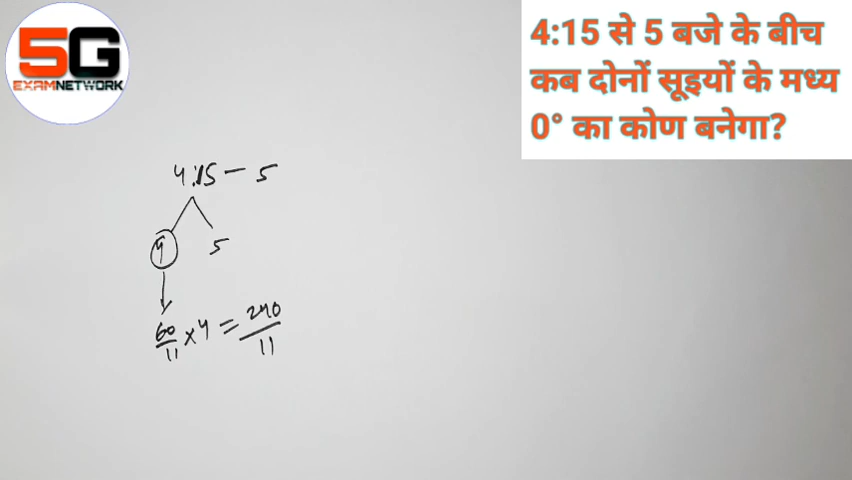 5G
EXAMNETWORK
4:15 से 5 बजे के बीच
कब दोनों सूइयों के मध्य
0° का कोण बनेगा?
4:15 - 5
4 5
60/11 × 4 = 240/11